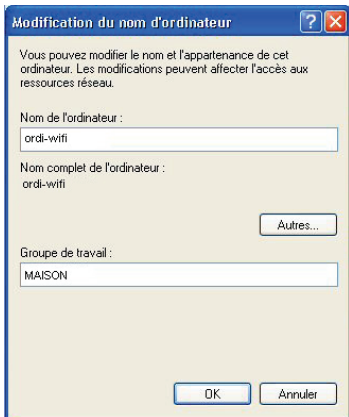 Modification du nom d'ordinateur
Vous pouvez modifier le nom et l'appartenance de cet
ordinateur. Les modifications peuvent affecter l'accès aux
ressources réseau.
Nom de l'ordinateur :
ordi-wifi
Nom complet de l'ordinateur :
ordi-wifi
Autres...
Groupe de travail :
MAISON
OK
Annuler